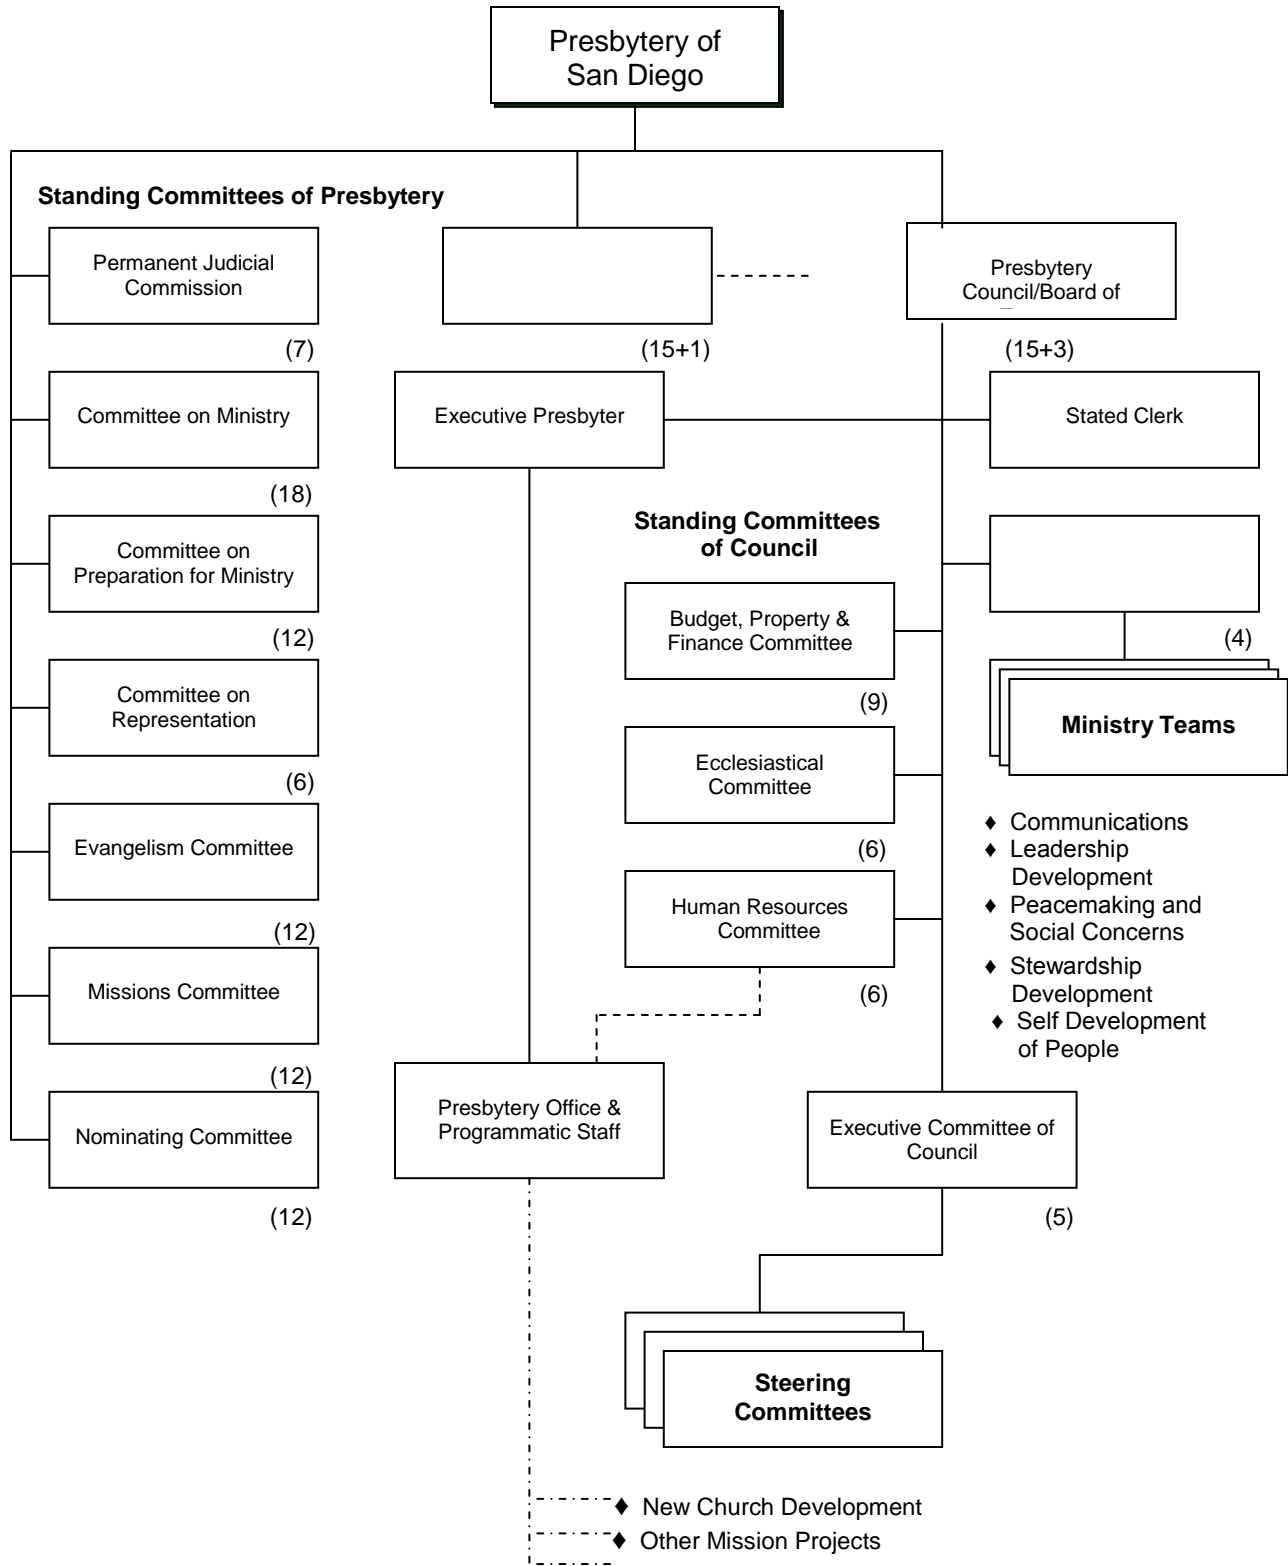 Presbytery of
San Diego
Standing Committees of Presbytery
Permanent Judicial
Commission
(7)
Committee on Ministry
(18)
Committee on
Preparation for Ministry
(12)
Committee on
Representation
(6)
Evangelism Committee
(12)
Missions Committee
(12)
Nominating Committee
(12)
(15+1)
Presbytery
Council/Board of
(15+3)
Executive Presbyter
Stated Clerk
Standing Committees
of Council
Budget, Property &
Finance Committee
(9)
Ecclesiastical
Committee
(6)
Human Resources
Committee
(6)
(4)
Ministry Teams
♦ Communications
♦ Leadership
Development
♦ Peacemaking and
Social Concerns
♦ Stewardship
Development
♦ Self Development
of People
Presbytery Office &
Programmatic Staff
Executive Committee of
Council
(5)
Steering
Committees
♦ New Church Development
♦ Other Mission Projects